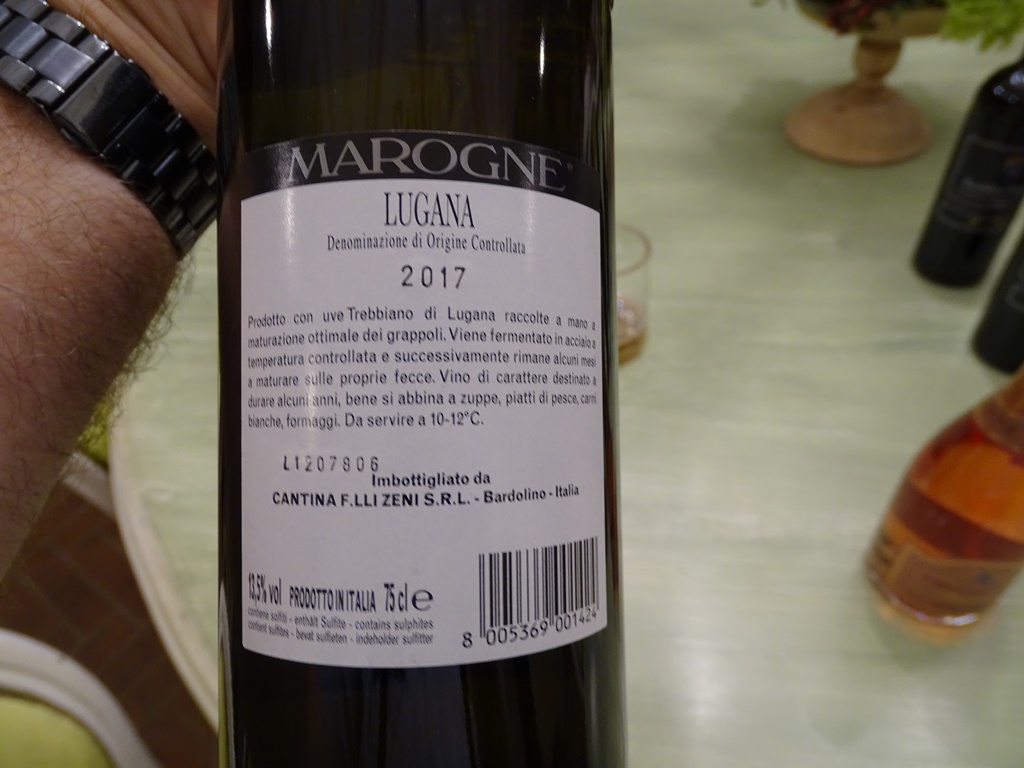 MAROGNE®
LUGANA
Denominazione di Origine Controllata
2017
Prodotto con uve Trebbiano di Lugana raccolte a mano a
maturazione ottimale dei grappoli. Viene fermentato in acciaio a
temperatura controllata e successivamente rimane alcuni mesi
a maturare sulle proprie fecce. Vino di carattere destinato a
durare alcuni anni, bene si abbina a zuppe, piatti di pesce, carni
bianche, formaggi. Da servire a 10-12°C.
L1207806
Imbottigliato da
CANTINA F.LLI ZENI S.R.L. - Bardolino - Italia
13,5% vol PRODOTTO IN ITALIA 75 cl e
contiene solfiti - enthält Sulfite - contains sulphites
contient sulfites - bevat sulfieten - indeholder sulfitter
8 005369 001424